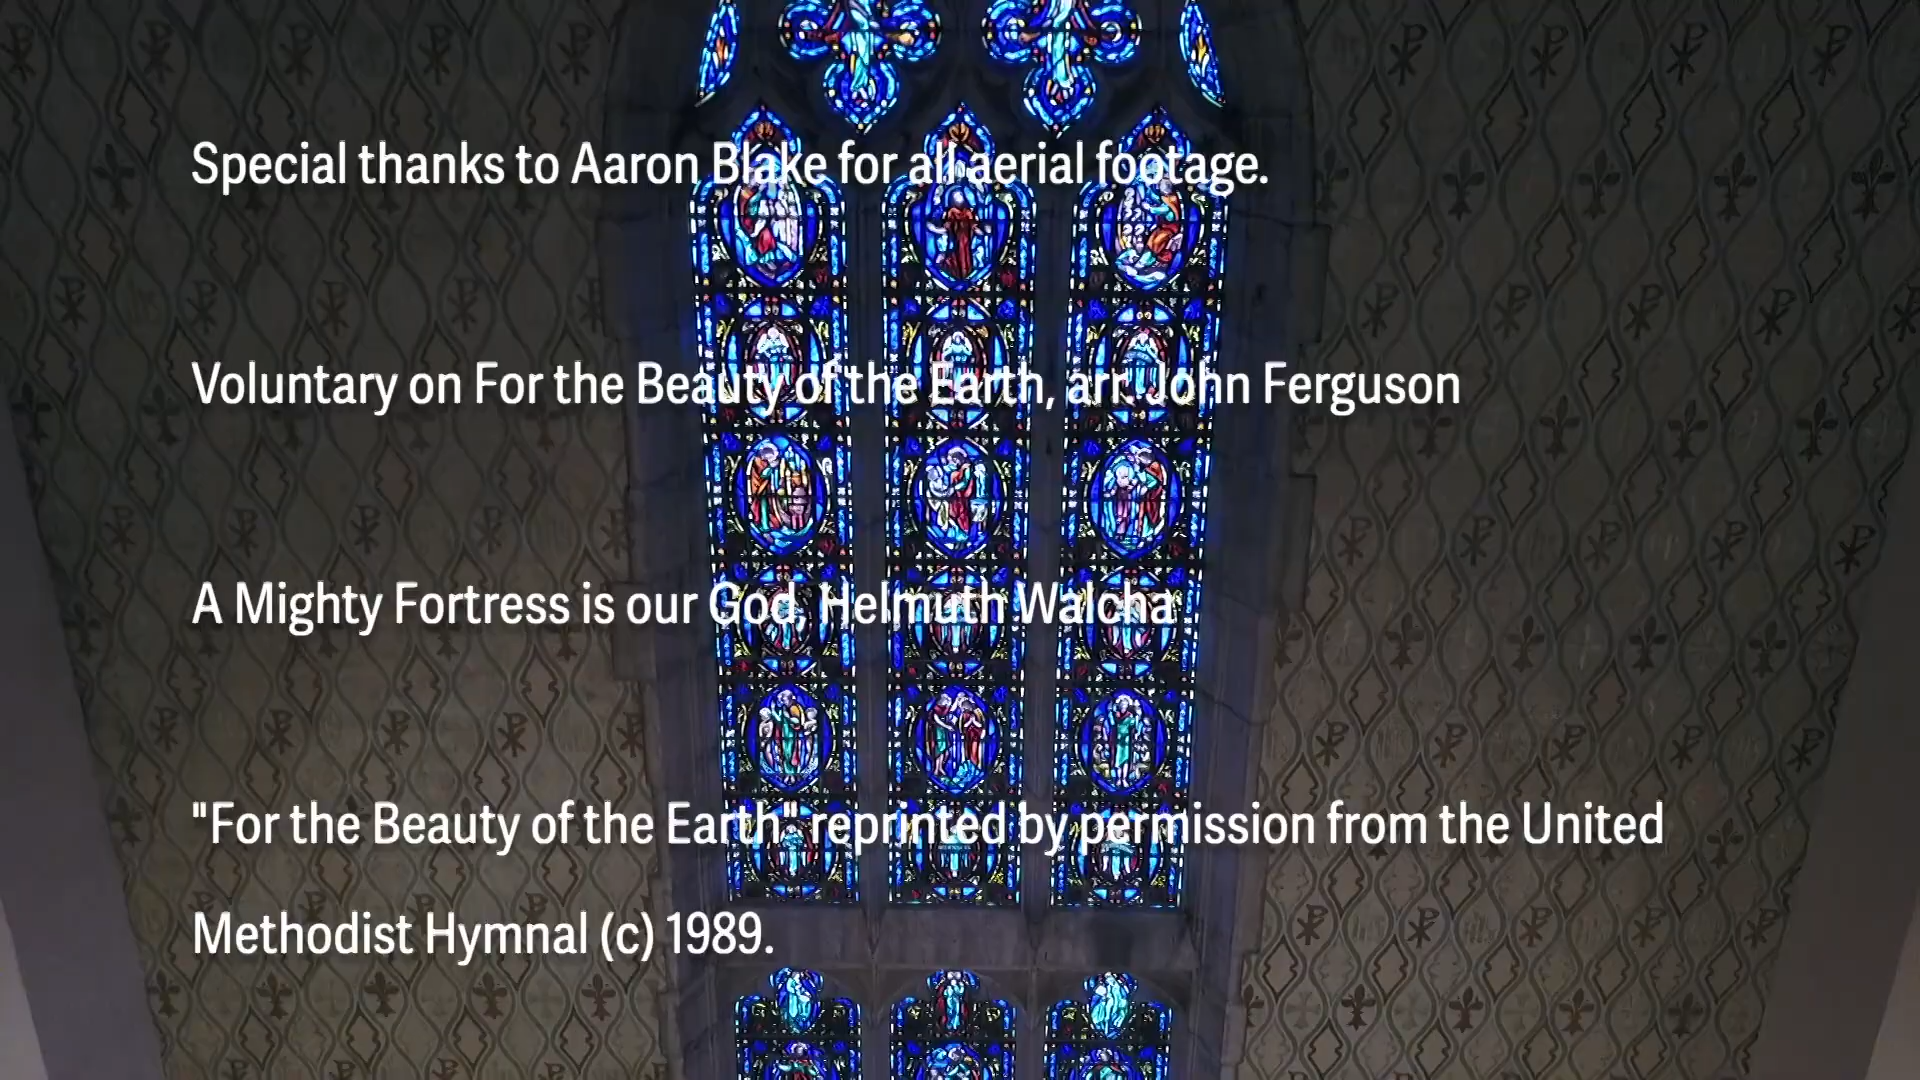 Special thanks to Aaron Blake for all aerial footage.
Voluntary on For the Beauty of the Earth, arr. John Ferguson
A Mighty Fortress is our God, Helmuth Walcha
"For the Beauty of the Earth" reprinted by permission from the United
Methodist Hymnal (c) 1989.